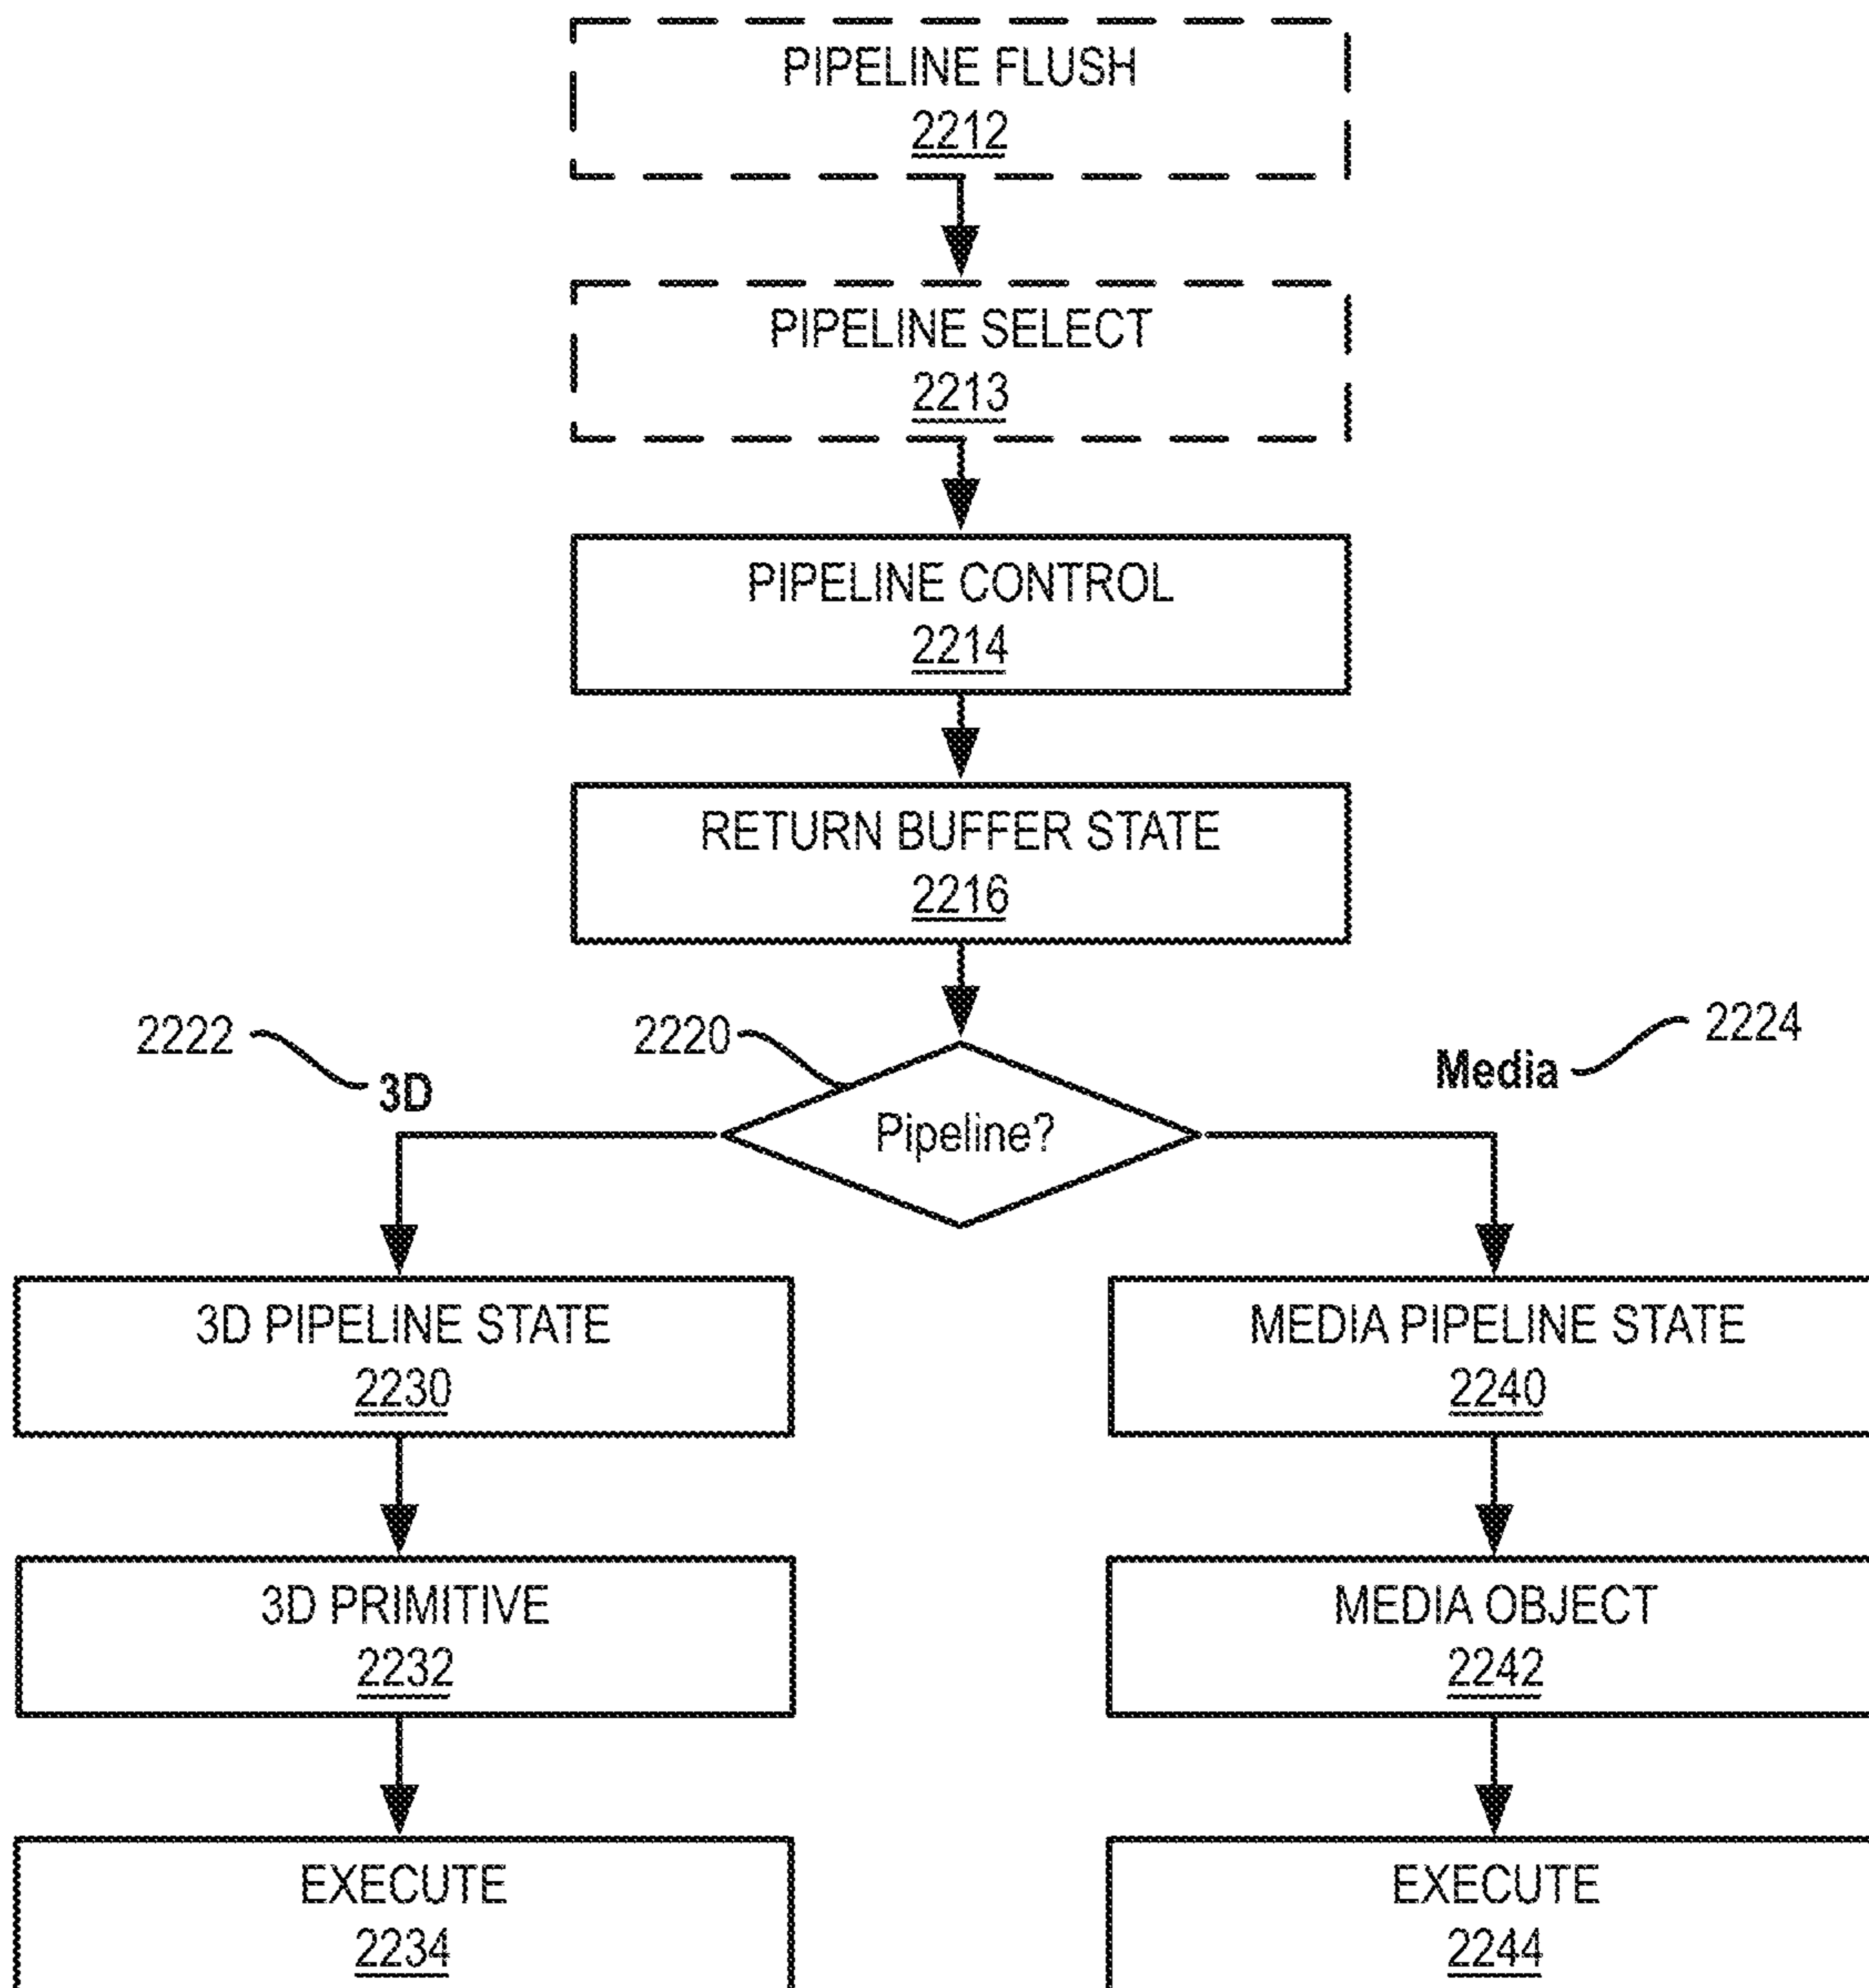 PIPELINE FLUSH
2212
PIPELINE SELECT
2213
PIPELINE CONTROL
2214
RETURN BUFFER STATE
2216
2222
3D
2220
Pipeline?
Media
2224
3D PIPELINE STATE
2230
MEDIA PIPELINE STATE
2240
3D PRIMITIVE
2232
MEDIA OBJECT
2242
EXECUTE
2234
EXECUTE
2244